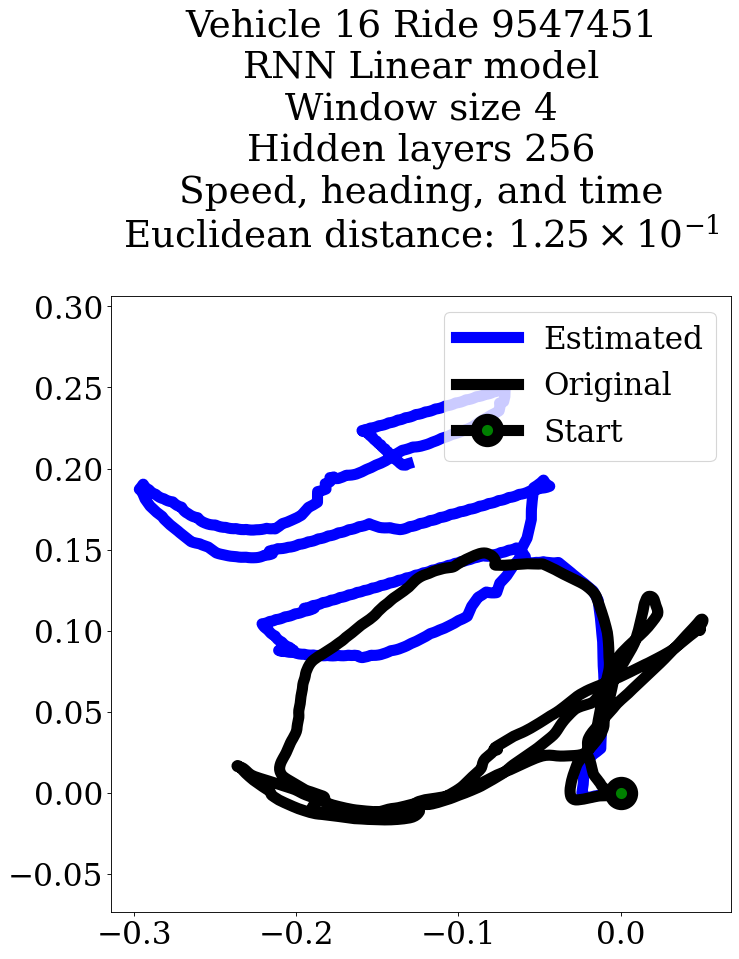 Vehicle 16 Ride 9547451
RNN Linear model
Window size 4
Hidden layers 256
Speed, heading, and time
Euclidean distance: 1.25 × 10⁻¹
Estimated
Original
Start
0.30
0.25
0.20
0.15
0.10
0.05
0.00
−0.05
−0.3
−0.2
−0.1
0.0